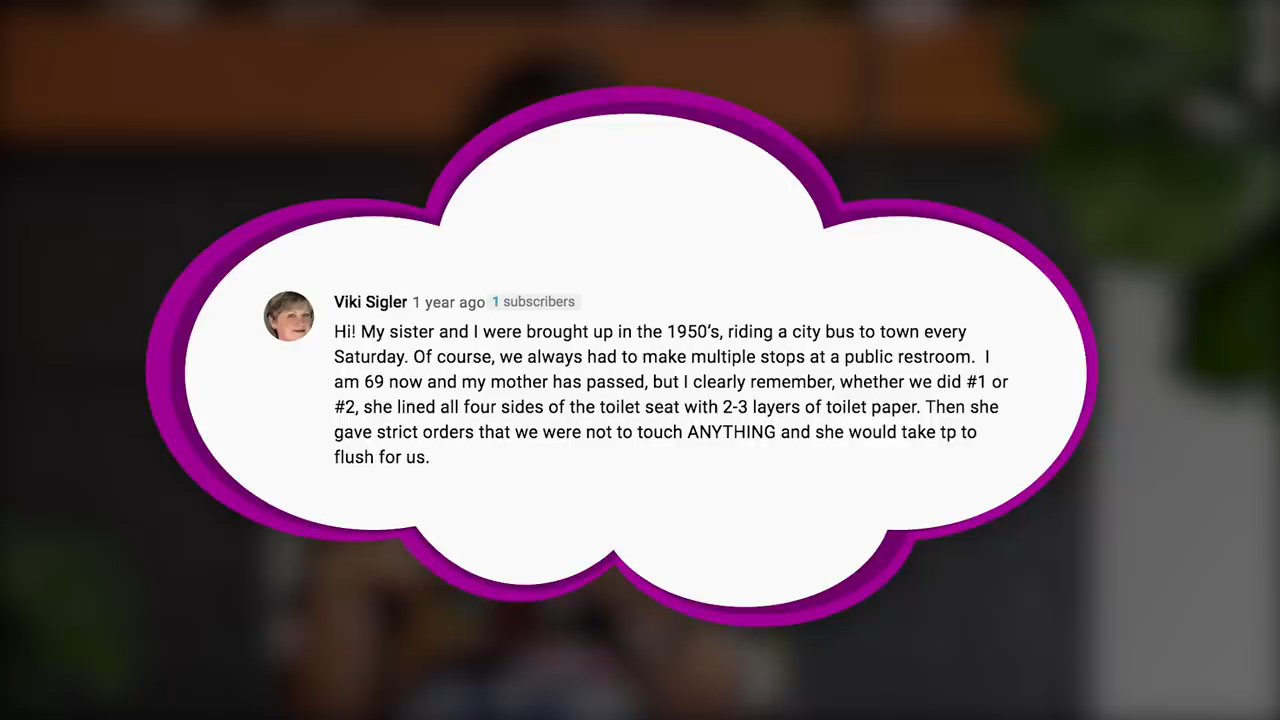 Viki Sigler 1 year ago 1 subscribers
Hi! My sister and I were brought up in the 1950’s, riding a city bus to town every
Saturday. Of course, we always had to make multiple stops at a public restroom.  I
am 69 now and my mother has passed, but I clearly remember, whether we did #1 or
#2, she lined all four sides of the toilet seat with 2-3 layers of toilet paper. Then she
gave strict orders that we were not to touch ANYTHING and she would take tp to
flush for us.